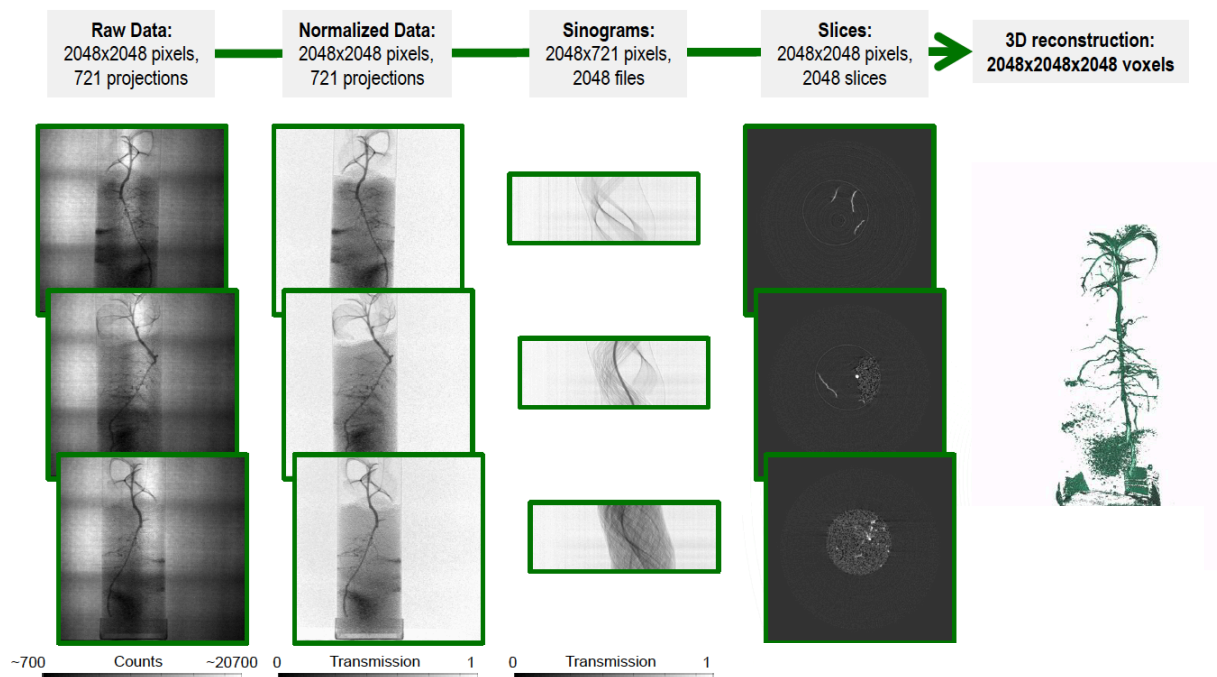 Raw Data:
2048x2048 pixels,
721 projections
Normalized Data:
2048x2048 pixels,
721 projections
Sinograms:
2048x721 pixels,
2048 files
Slices:
2048x2048 pixels,
2048 slices
3D reconstruction:
2048x2048x2048 voxels
~700 Counts ~20700
0 Transmission 1
0 Transmission 1